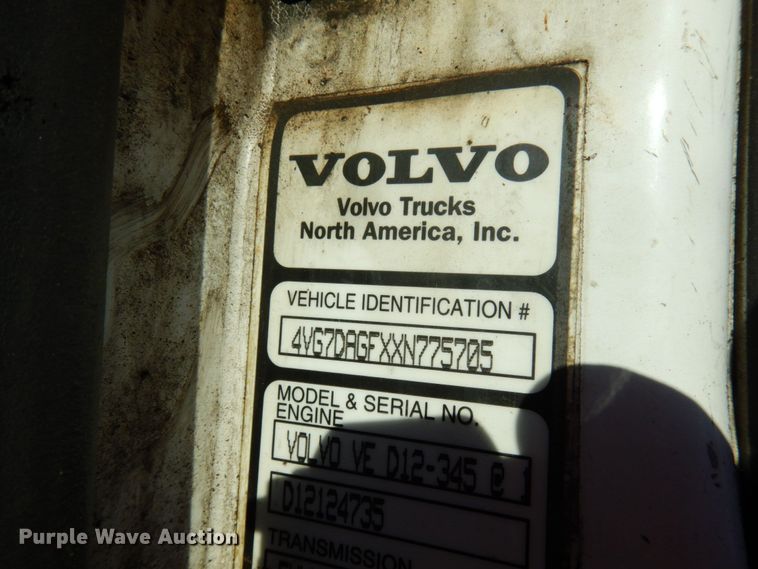 VOLVO
Volvo Trucks
North America, Inc.
VEHICLE IDENTIFICATION #
4VG7DAGFXXN775705
MODEL & SERIAL NO.
ENGINE
VOLVO VE D12-345 @
D12124735
TRANSMISSION
Purple Wave Auction